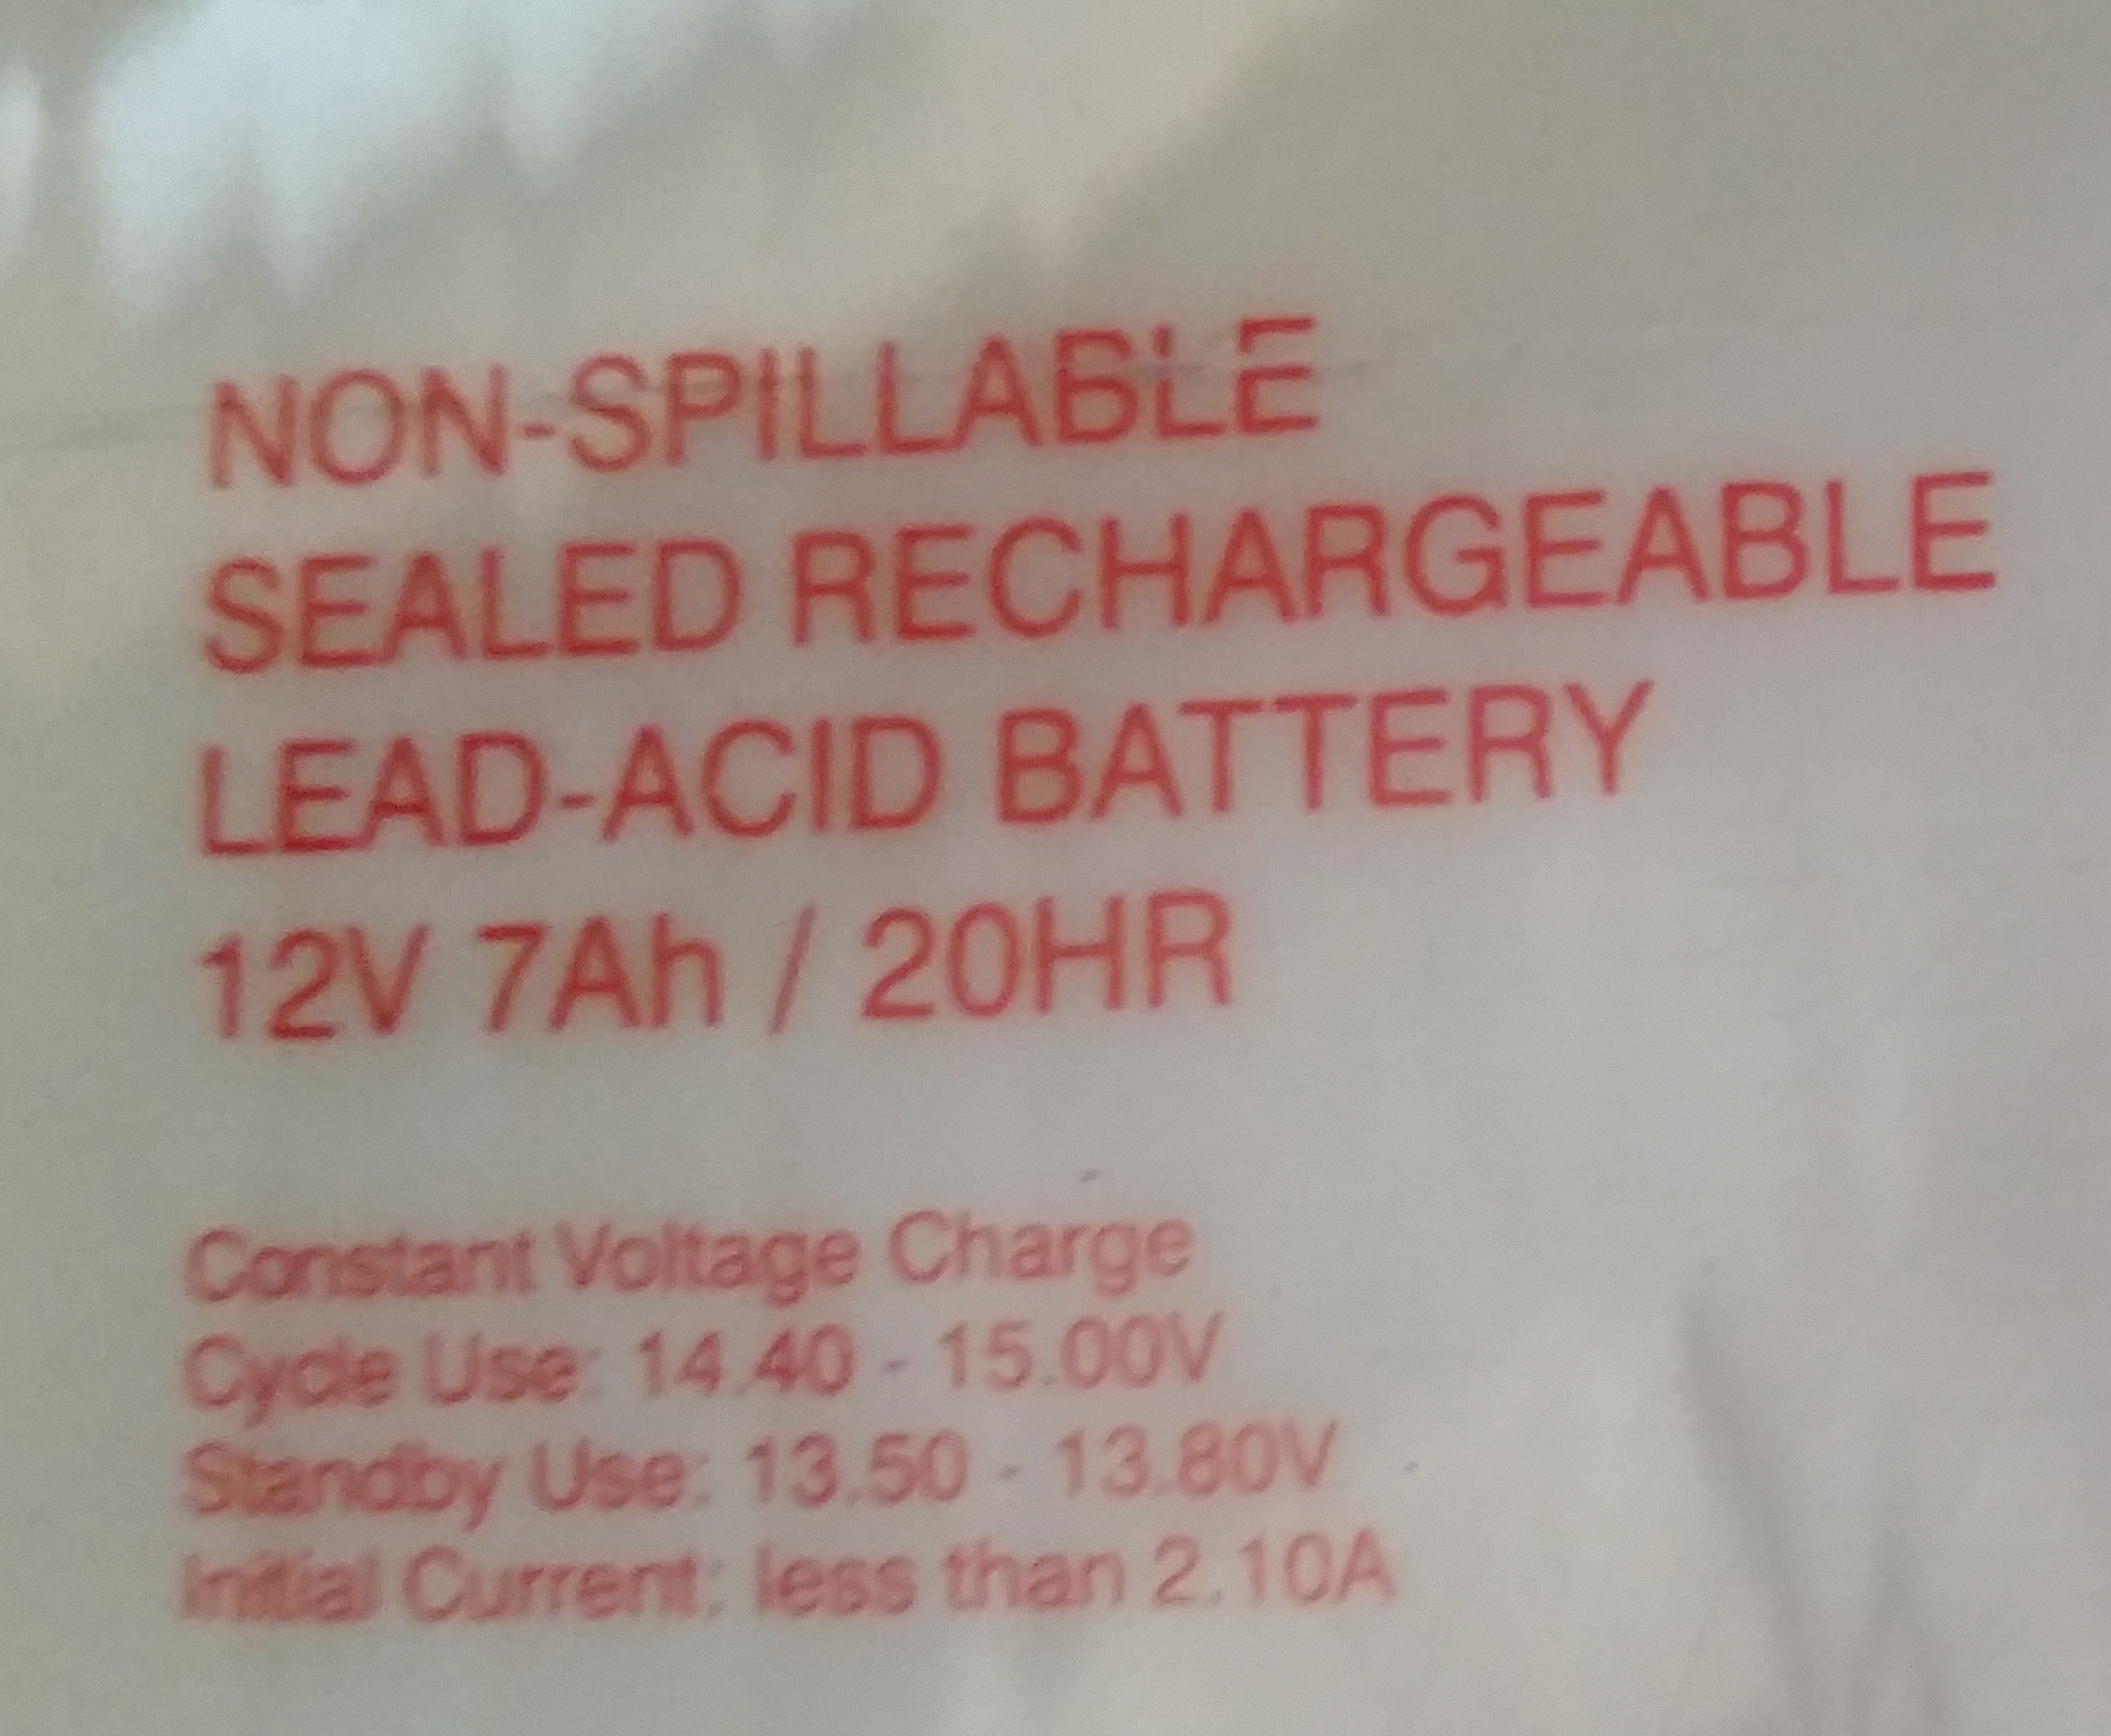 NON-SPILLABLE
SEALED RECHARGEABLE
LEAD-ACID BATTERY
12V 7Ah / 20HR
Constant Voltage Charge
Cycle Use: 14.40 - 15.00V
Standby Use: 13.50 - 13.80V
Initial Current: less than 2.10A